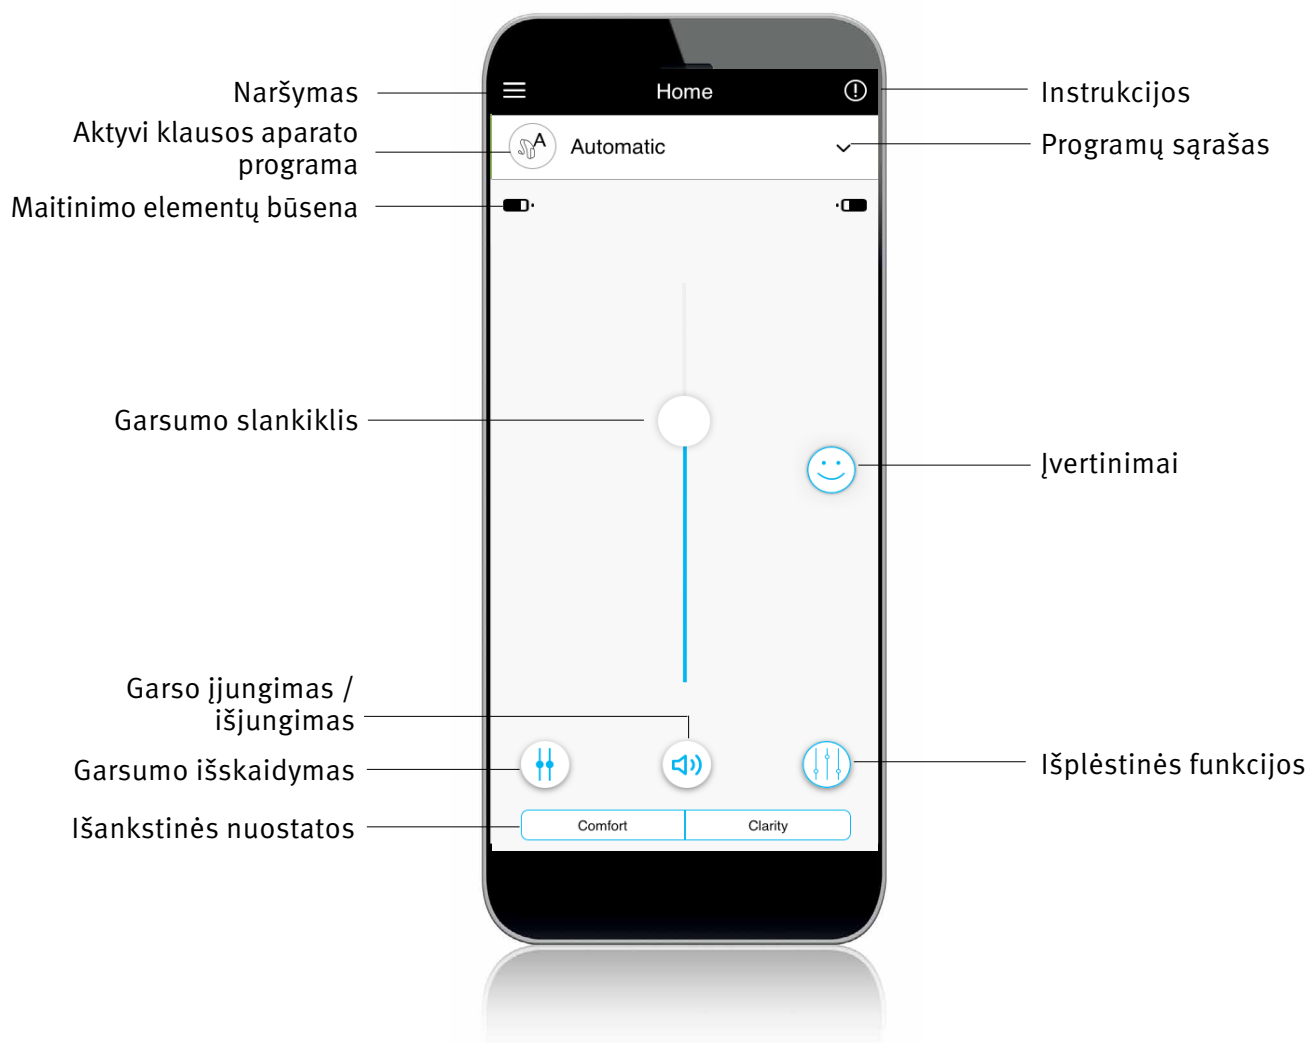 Naršymas
Aktyvi klausos aparato
programa
Maitinimo elementų būsena
Garsumo slankiklis
Garso įjungimas /
išjungimas
Garsumo išskaidymas
Išankstinės nuostatos
Home
A
Automatic
Comfort
Clarity
Instrukcijos
Programų sąrašas
Įvertinimai
Išplėstinės funkcijos